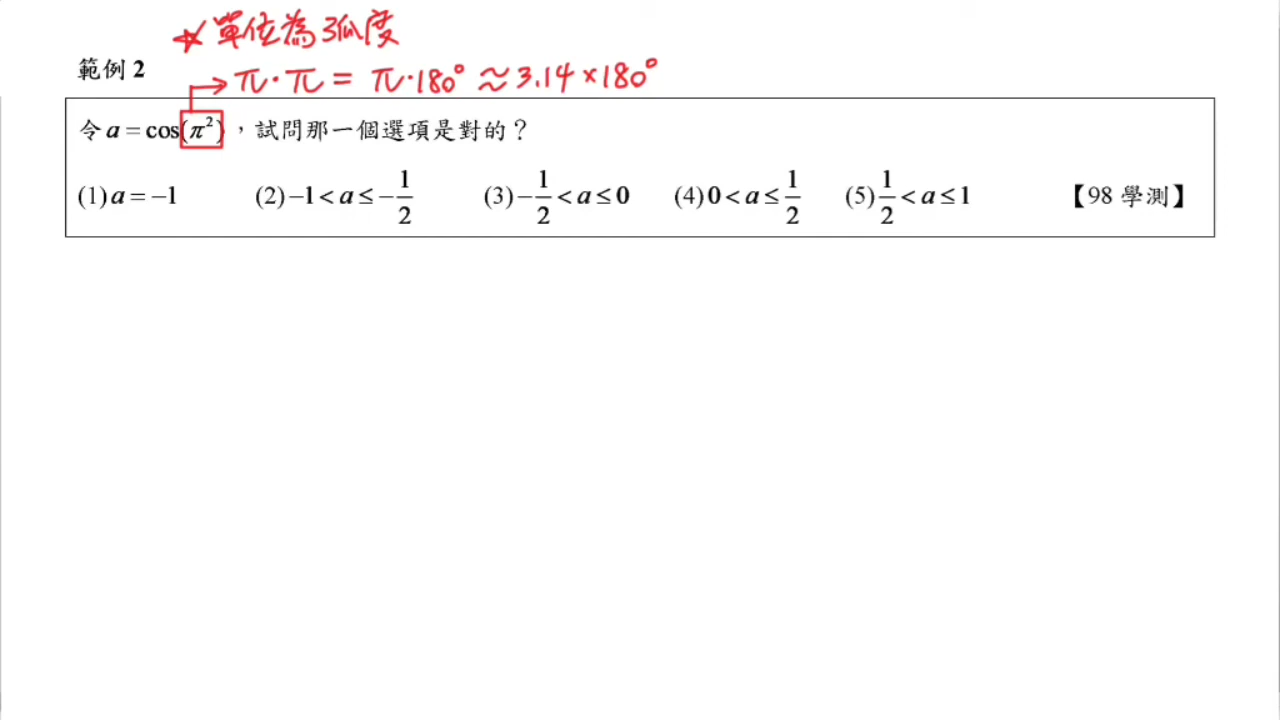 ★單位為弧度
範例 2
π·π = π·180° ≈ 3.14×180°
令 a = cos(π²)，試問那一個選項是對的？
(1) a = −1 (2) −1 < a ≤ −1/2 (3) −1/2 < a ≤ 0 (4) 0 < a ≤ 1/2 (5) 1/2 < a ≤ 1 【98 學測】